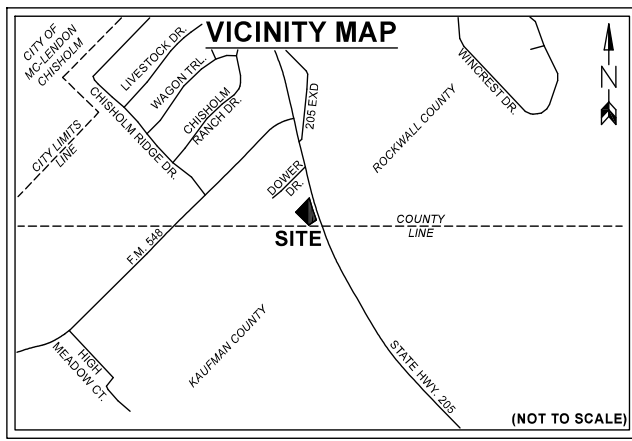 VICINITY MAP
CITY OF
MC-LENDON
CHISHOLM
LIVESTOCK DR.
WAGON TRL.
CHISHOLM
RANCH DR.
CHISHOLM RIDGE DR.
CITY LIMITS
LINE
205 EXD
ROCKWALL COUNTY
WINCREST DR.
N
DOWER
DR.
SITE
COUNTY
LINE
F.M. 548
KAUFMAN COUNTY
HIGH
MEADOW CT.
STATE HWY. 205
(NOT TO SCALE)